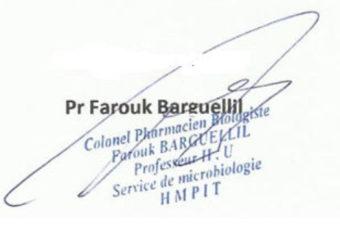 Pr Farouk Barguellil
Colonel Pharmacien Biologiste
Farouk BARGUELLIL
Professeur H . U
Service de microbiologie
H M P I T